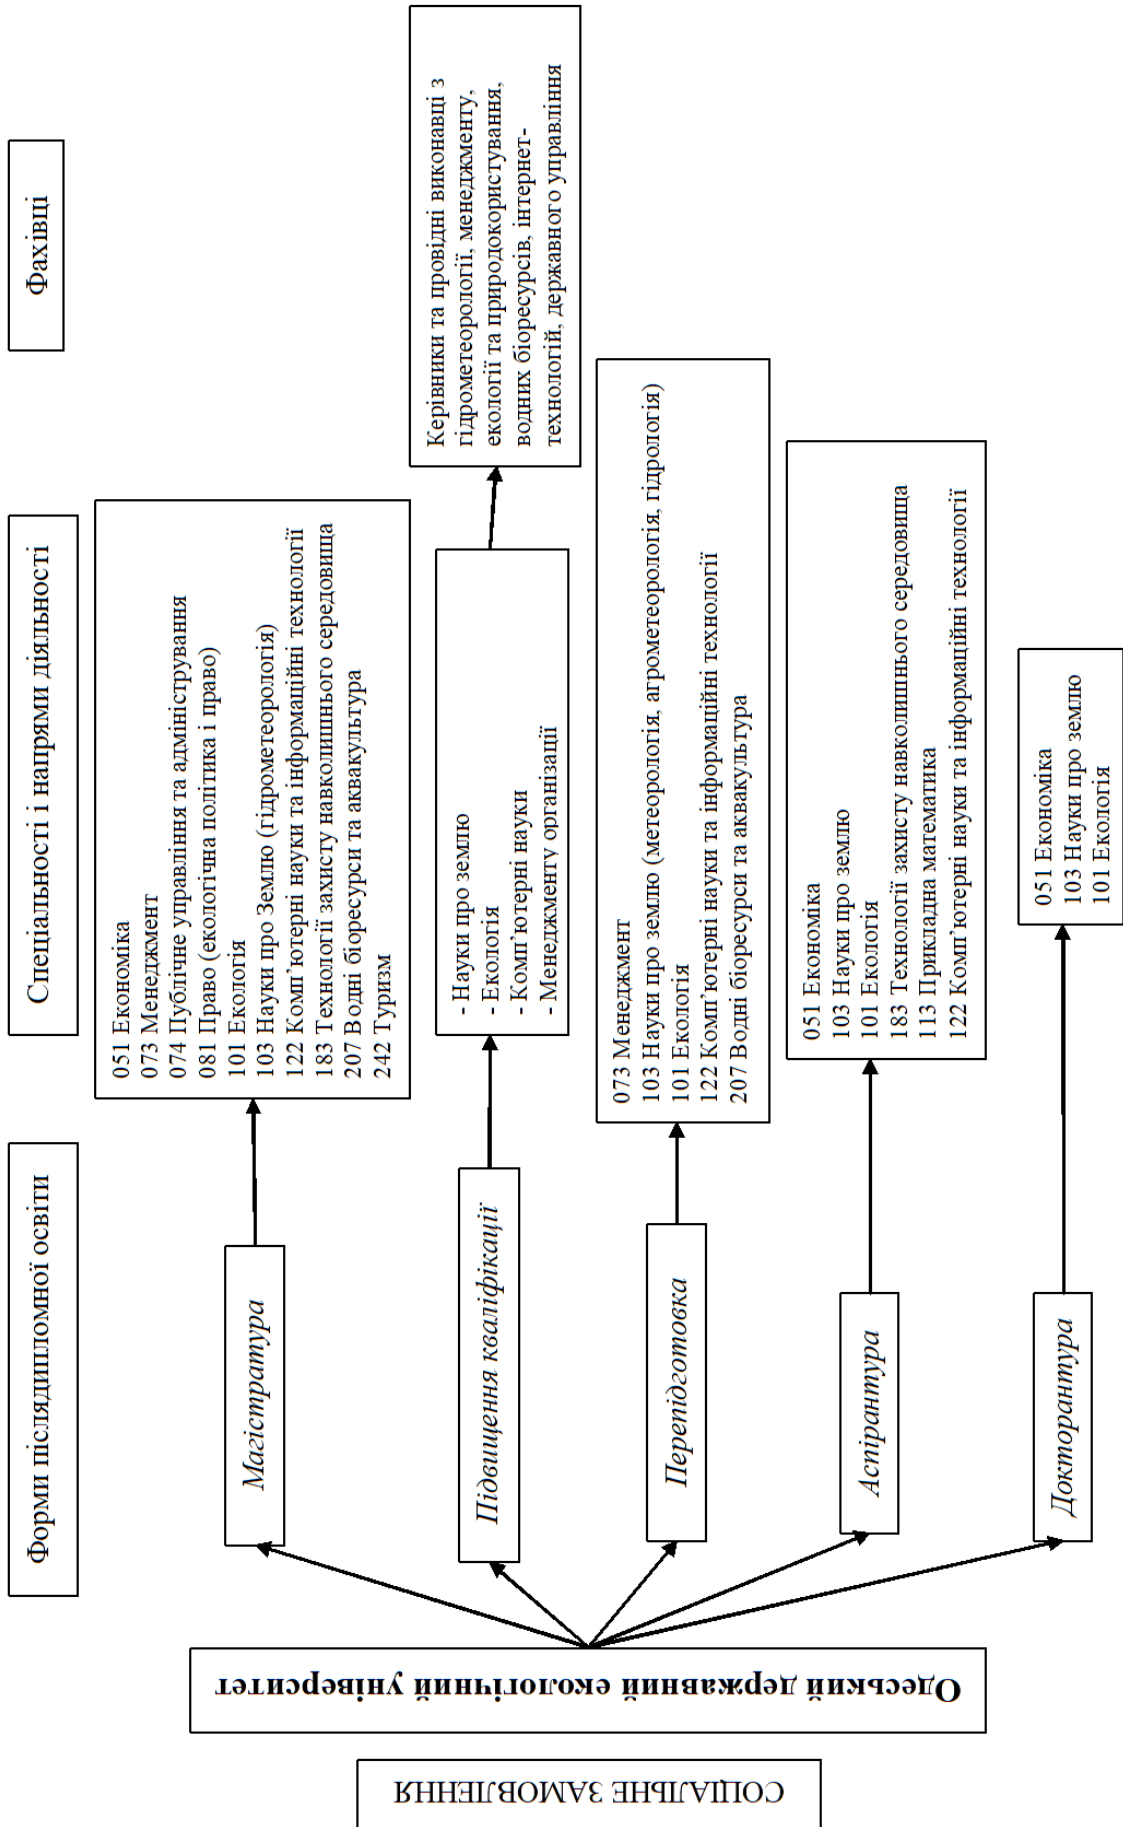 Форми післядипломної освіти
Спеціальності і напрями діяльності
Фахівці
СОЦІАЛЬНЕ ЗАМОВЛЕННЯ
Одеський державний екологічний університет
Магістратура
051 Економіка
073 Менеджмент
074 Публічне управління та адміністрування
081 Право (екологічна політика і право)
101 Екологія
103 Науки про Землю (гідрометеорологія)
122 Комп’ютерні науки та інформаційні технології
183 Технології захисту навколишнього середовища
207 Водні біоресурси та аквакультура
242 Туризм
Підвищення кваліфікації
- Науки про землю
- Екологія
- Комп’ютерні науки
- Менеджменту організації
Керівники та провідні виконавці з
гідрометеорології, менеджменту,
екології та природокористування,
водних біоресурсів, інтернет-
технологій, державного управління
Перепідготовка
073 Менеджмент
103 Науки про землю (метеорологія, агрометеорологія, гідрологія)
101 Екологія
122 Комп’ютерні науки та інформаційні технології
207 Водні біоресурси та аквакультура
Аспірантура
051 Економіка
103 Науки про землю
101 Екологія
183 Технології захисту навколишнього середовища
113 Прикладна математика
122 Комп’ютерні науки та інформаційні технології
Докторантура
051 Економіка
103 Науки про землю
101 Екологія